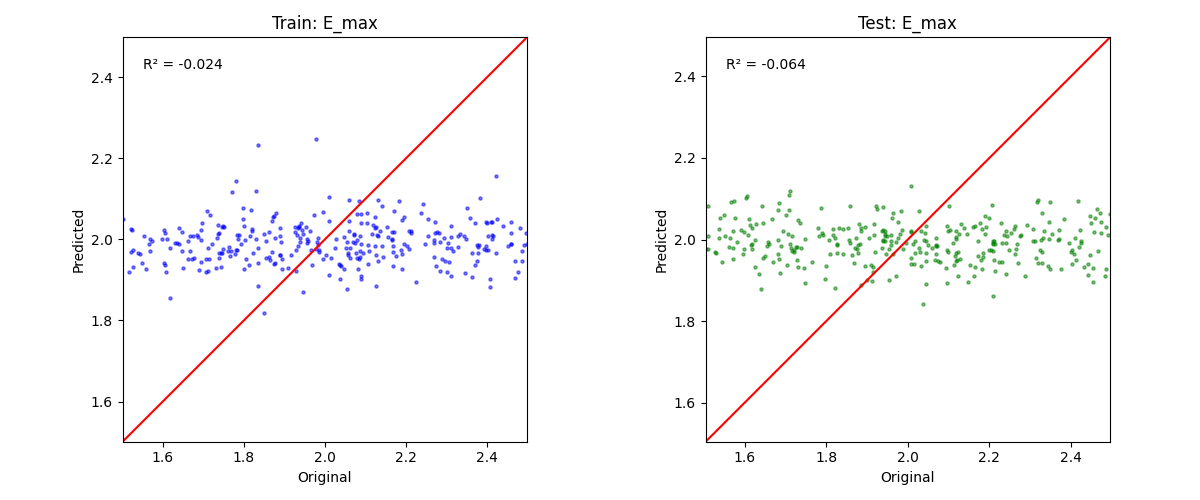 Train: E_max
R² = -0.024
2.4
2.2
2.0
1.8
1.6
Predicted
1.6 1.8 2.0 2.2 2.4
Original
Test: E_max
R² = -0.064
2.4
2.2
2.0
1.8
1.6
Predicted
1.6 1.8 2.0 2.2 2.4
Original